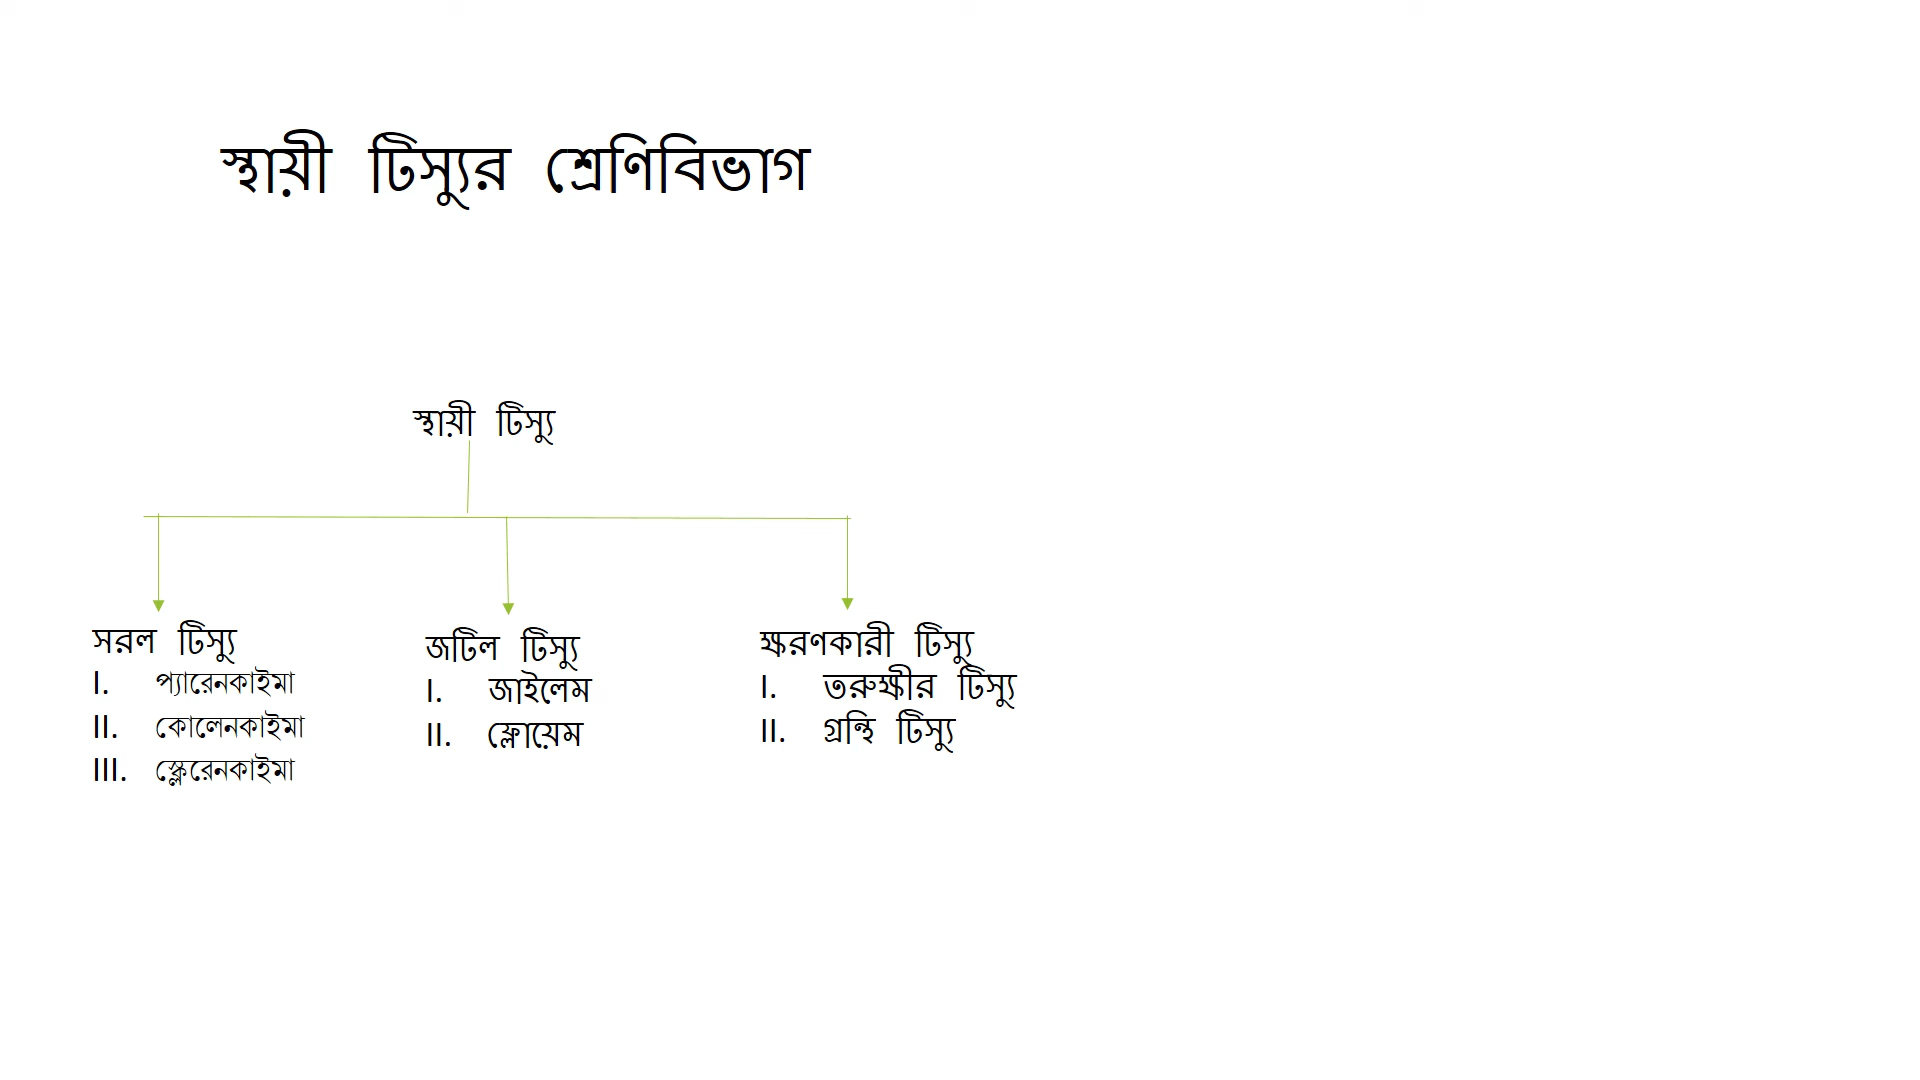 স্থায়ী টিস্যুর শ্রেণিবিভাগ
স্থায়ী টিস্যু
সরল টিস্যু
I. প্যারেনকাইমা
II. কোলেনকাইমা
III. স্ক্লেরেনকাইমা
জটিল টিস্যু
I. জাইলেম
II. ফ্লোয়েম
ক্ষরণকারী টিস্যু
I. তরুক্ষীর টিস্যু
II. গ্রন্থি টিস্যু